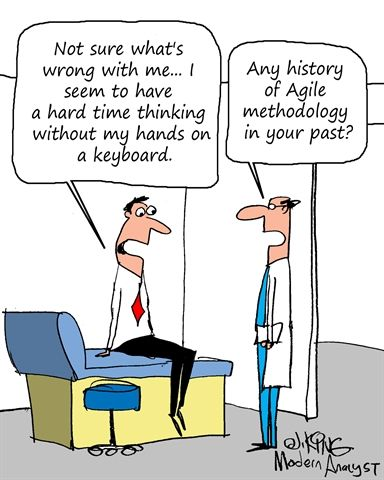 Not sure what's
wrong with me... I
seem to have
a hard time thinking
without my hands on
a keyboard.
Any history
of Agile
methodology
in your past?
Modern Analyst